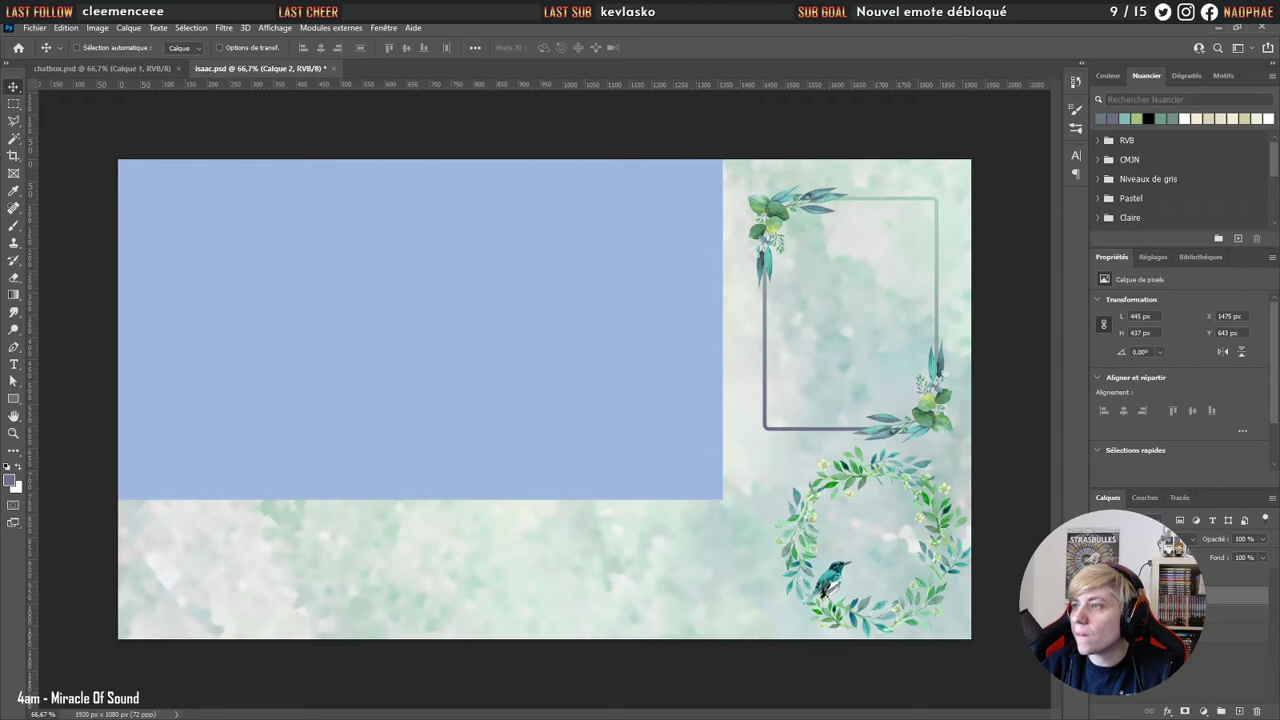 LAST FOLLOW cleemenceee LAST CHEER LAST SUB kevlasko SUB GOAL Nouvel emote débloqué 9 / 15 NAOPHAE
Fichier Edition Image Calque Texte Sélection Filtre 3D Affichage Modules externes Fenêtre Aide
Sélection automatique : Calque Options de transf. Mode 3D :
chatbox.psd @ 66,7% (Calque 1, RVB/8) × isaac.psd @ 66,7% (Calque 2, RVB/8) * ×
Couleur Nuancier Dégradés Motifs
Rechercher Nuancier
RVB
CMJN
Niveaux de gris
Pastel
Claire
Propriétés Réglages Bibliothèques
Calque de pixels
Transformation
L 445 px X 1475 px
H 437 px Y 643 px
0,00°
Aligner et répartir
Alignement :
Sélections rapides
Calques Couches Tracés
Opacité : 100 %
Fond : 100 %
STRASBULLES
4am - Miracle Of Sound
66,67 % 1920 px x 1080 px (72 ppp)